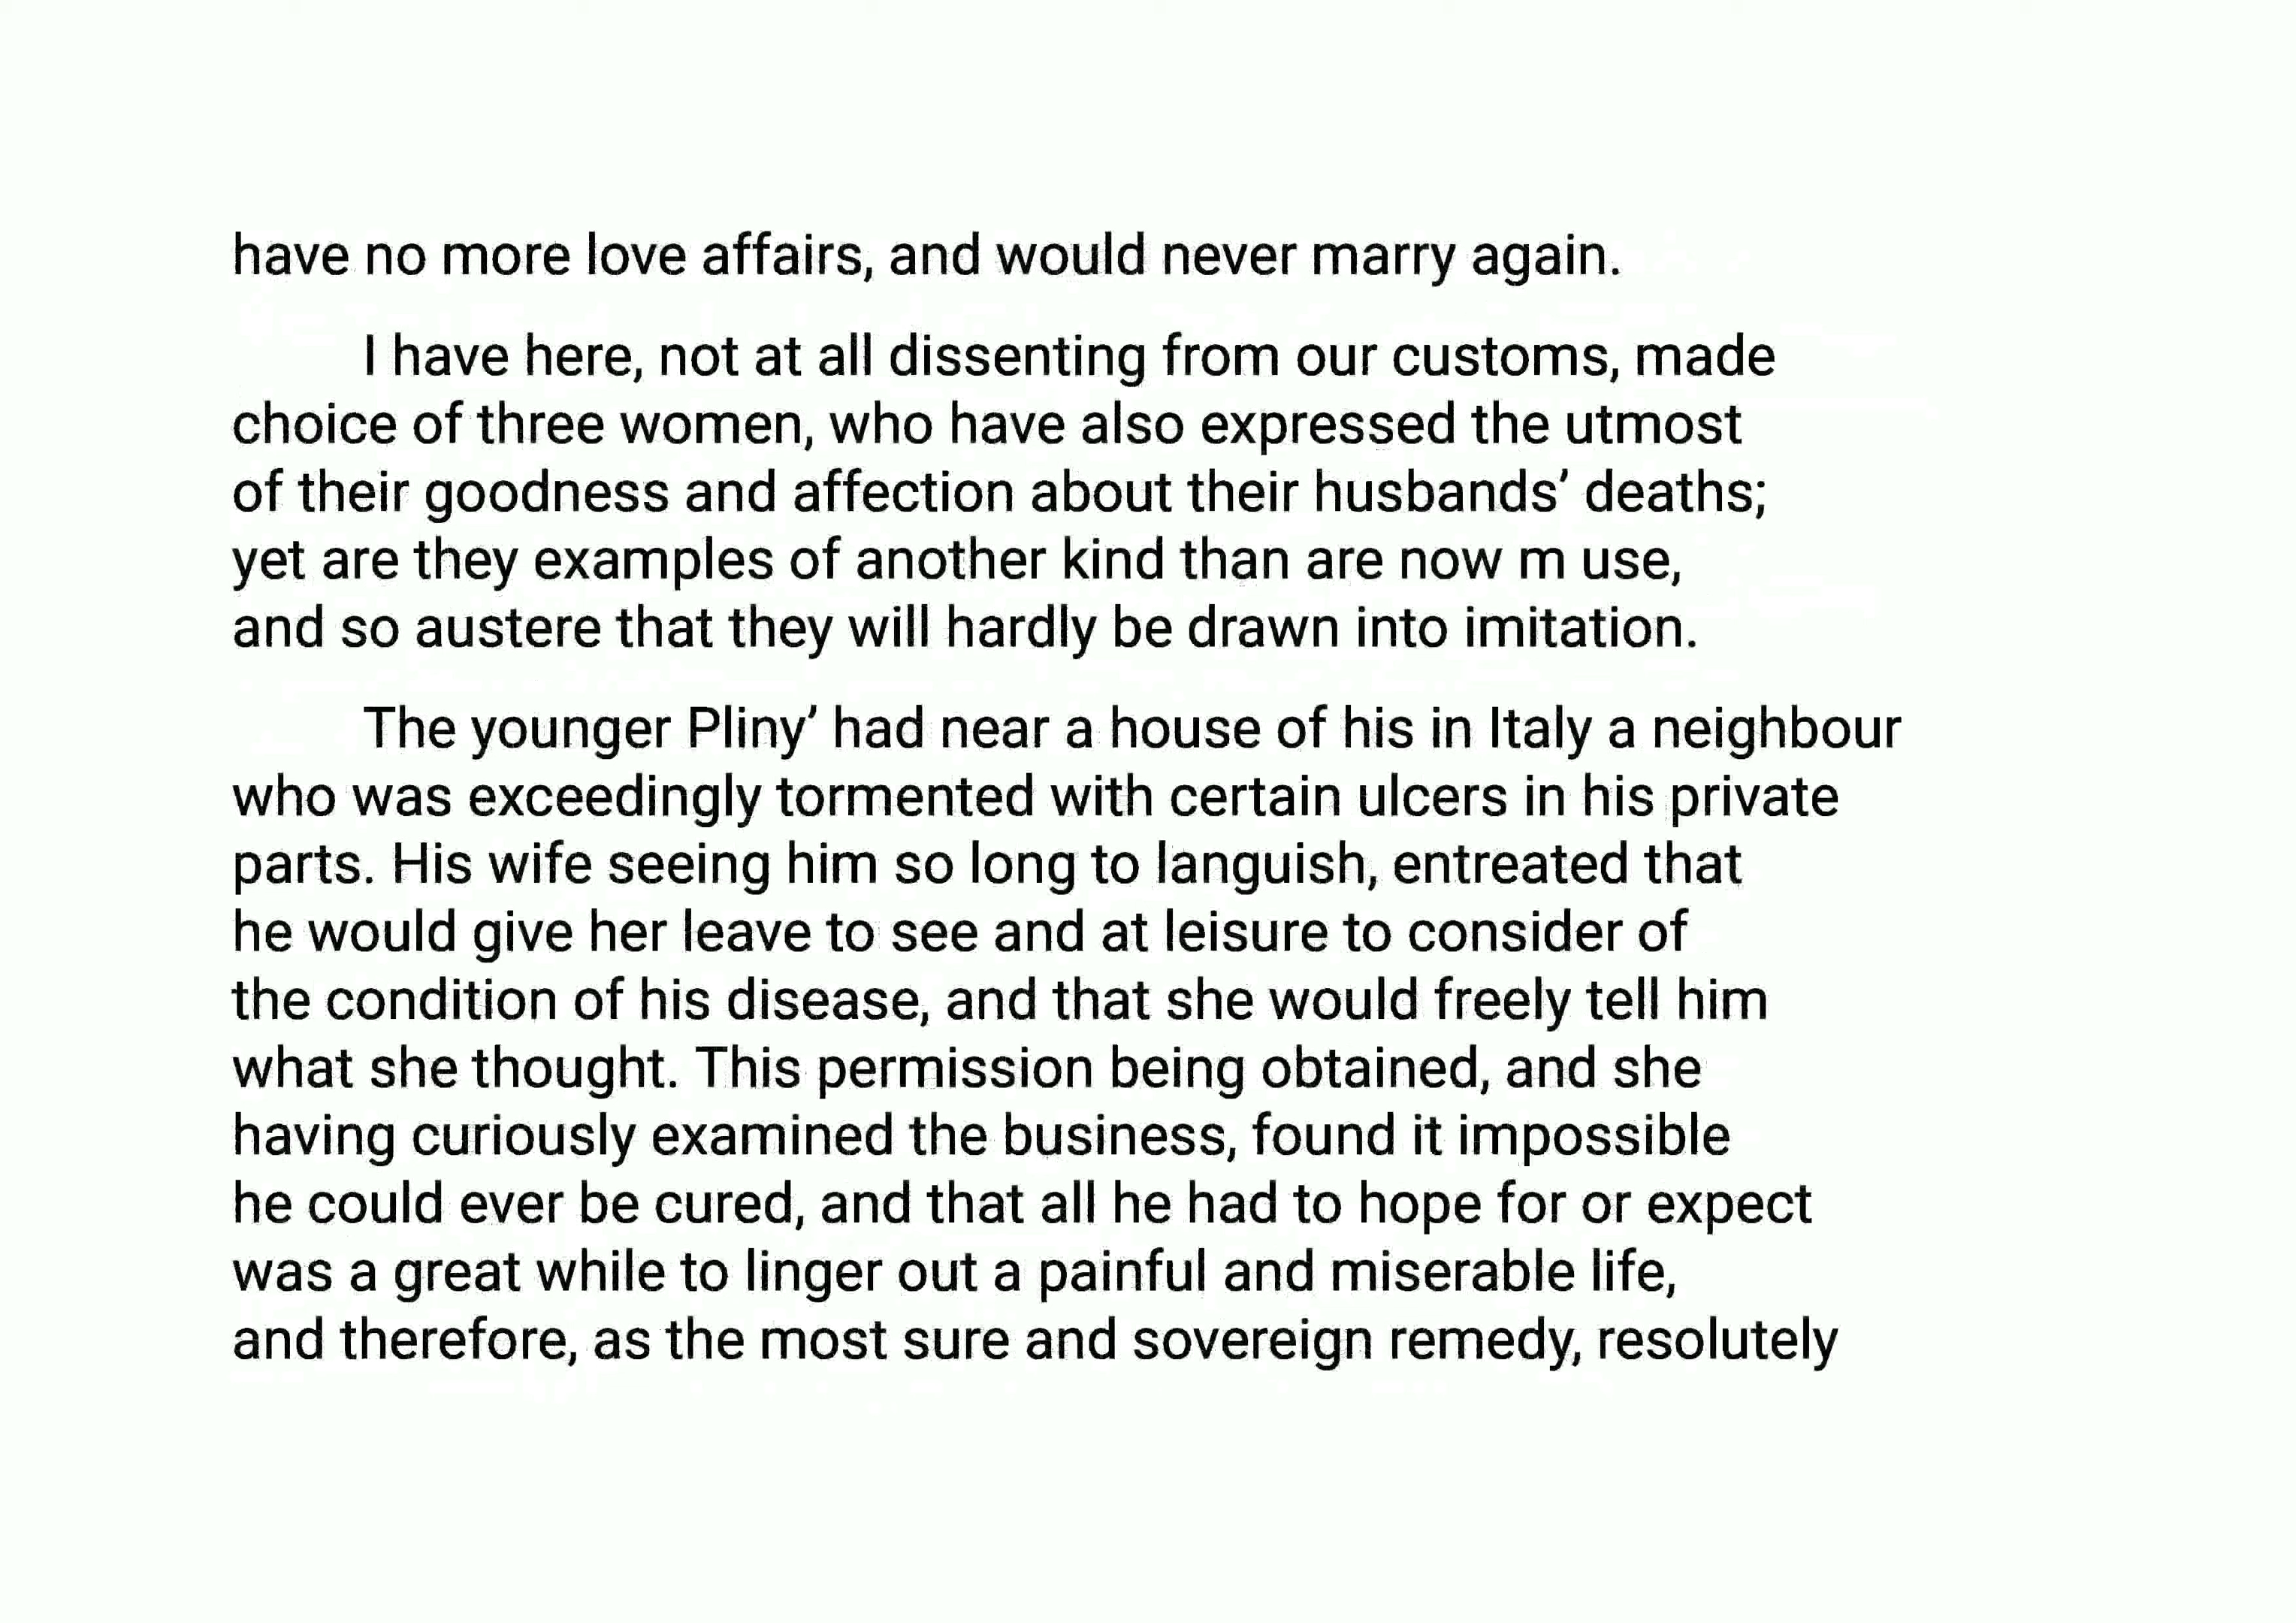 have no more love affairs, and would never marry again.
I have here, not at all dissenting from our customs, made
choice of three women, who have also expressed the utmost
of their goodness and affection about their husbands’ deaths;
yet are they examples of another kind than are now m use,
and so austere that they will hardly be drawn into imitation.
The younger Pliny’ had near a house of his in Italy a neighbour
who was exceedingly tormented with certain ulcers in his private
parts. His wife seeing him so long to languish, entreated that
he would give her leave to see and at leisure to consider of
the condition of his disease, and that she would freely tell him
what she thought. This permission being obtained, and she
having curiously examined the business, found it impossible
he could ever be cured, and that all he had to hope for or expect
was a great while to linger out a painful and miserable life,
and therefore, as the most sure and sovereign remedy, resolutely